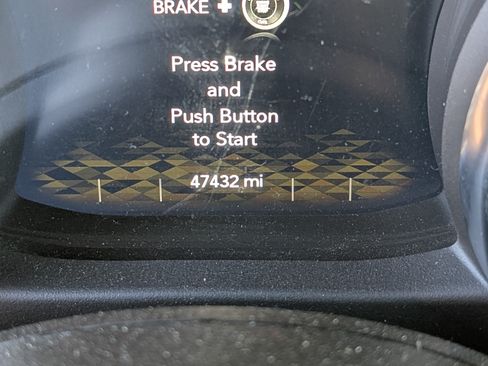 BRAKE +
Press Brake
and
Push Button
to Start
47432 mi